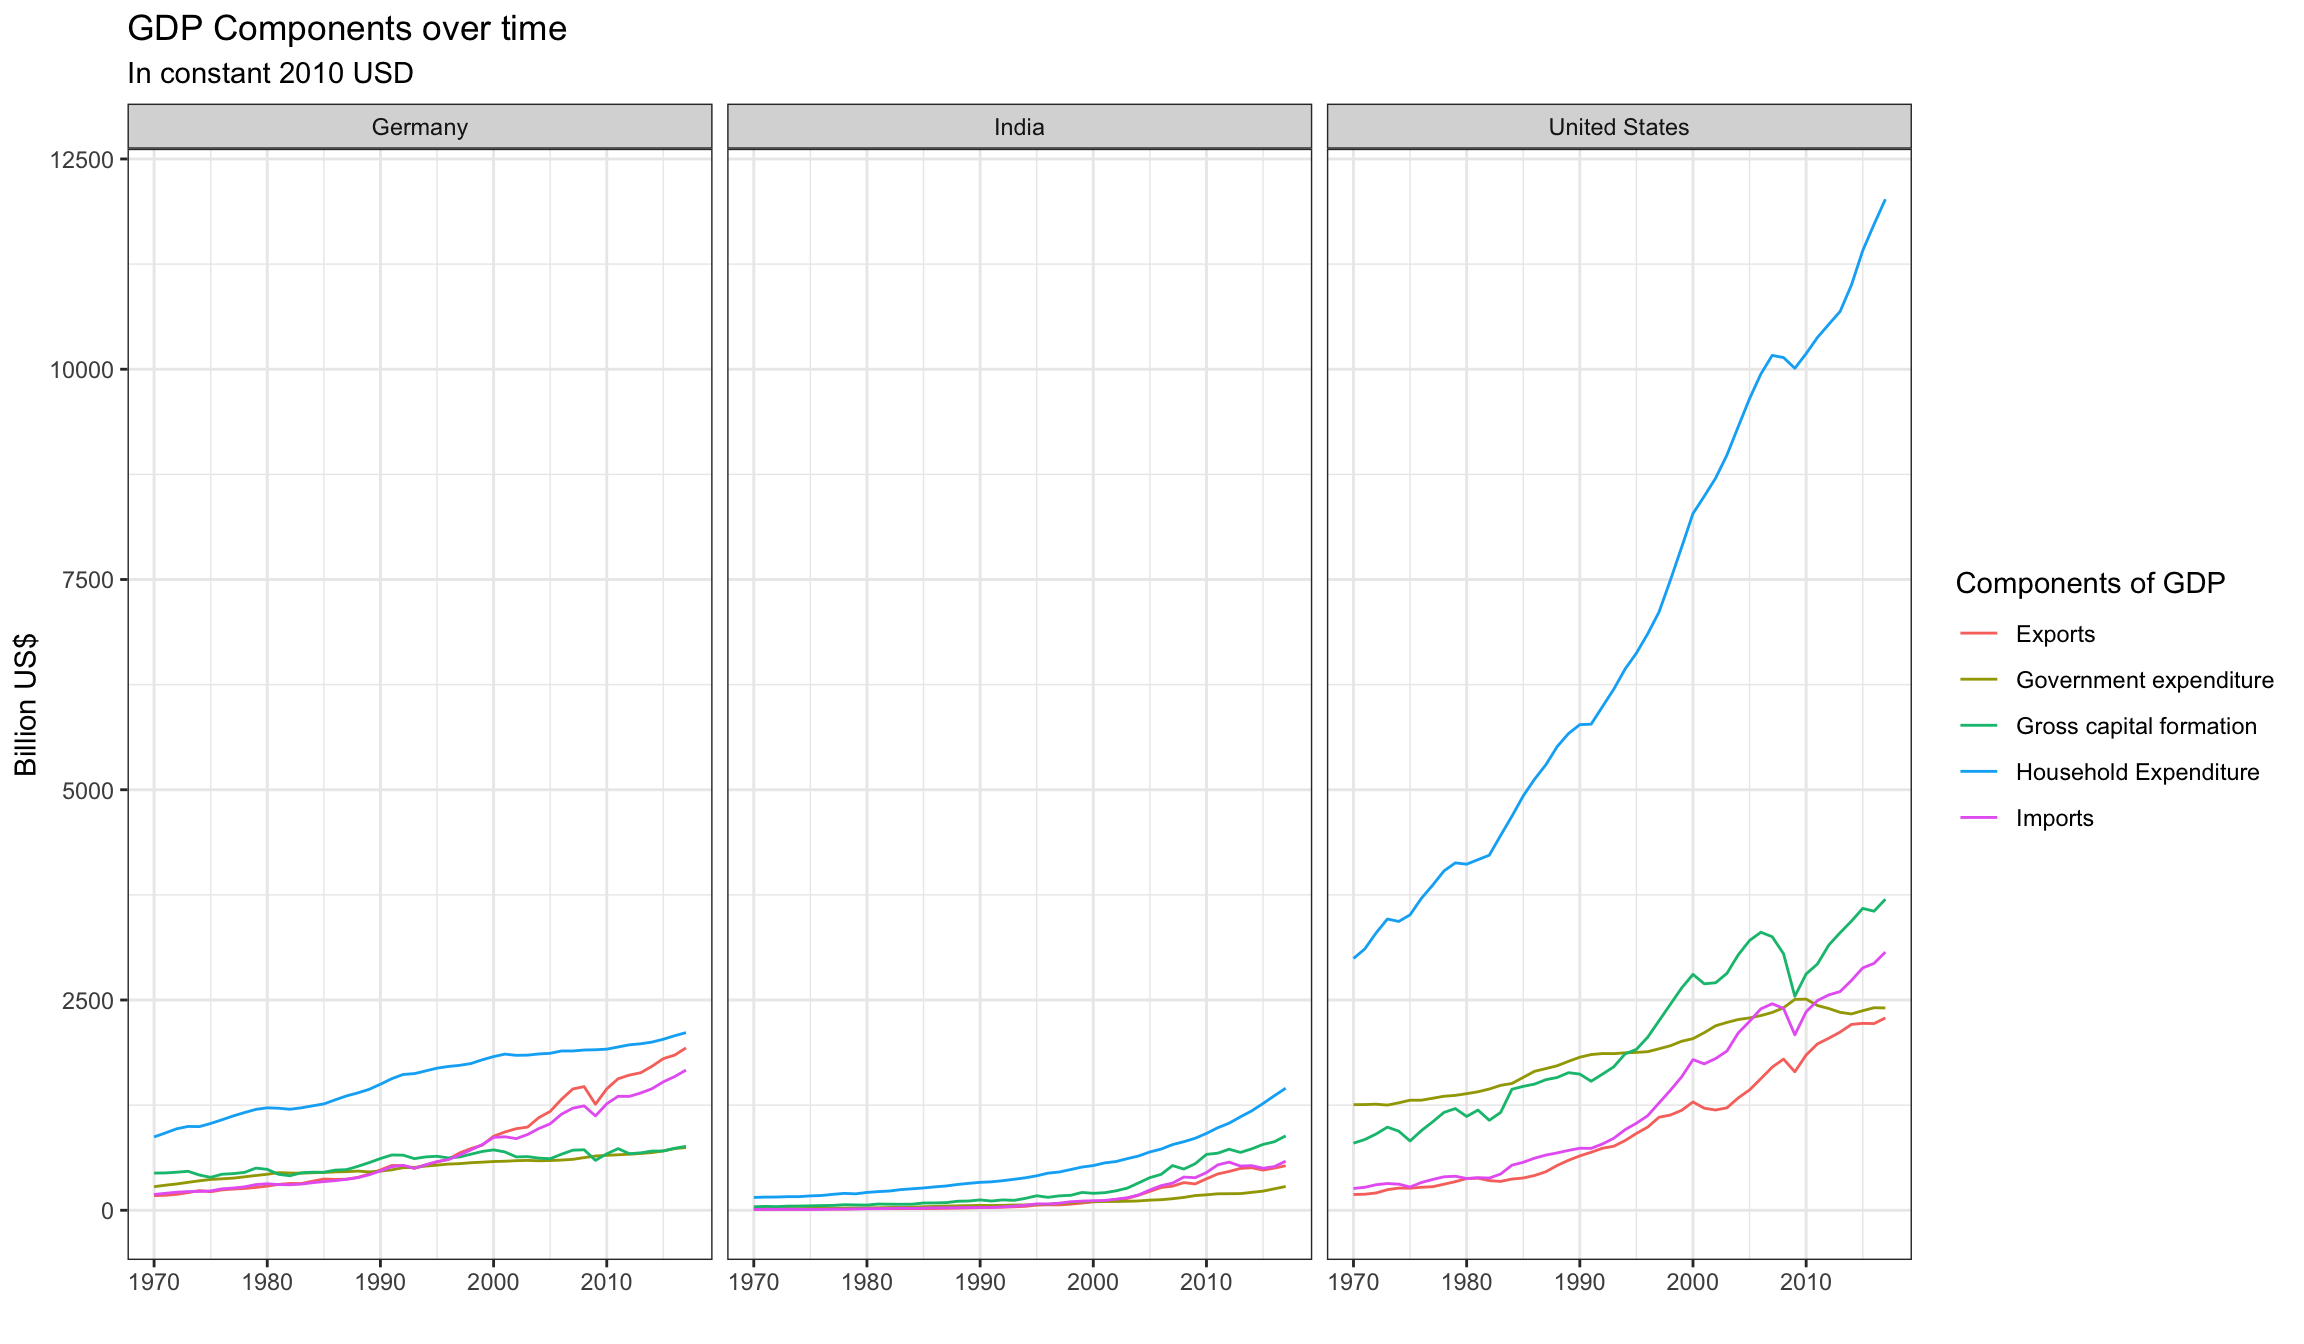 GDP Components over time
In constant 2010 USD
Germany
India
United States
Billion US$
12500
10000
7500
5000
2500
0
1970 1980 1990 2000 2010
1970 1980 1990 2000 2010
1970 1980 1990 2000 2010
Components of GDP
Exports
Government expenditure
Gross capital formation
Household Expenditure
Imports